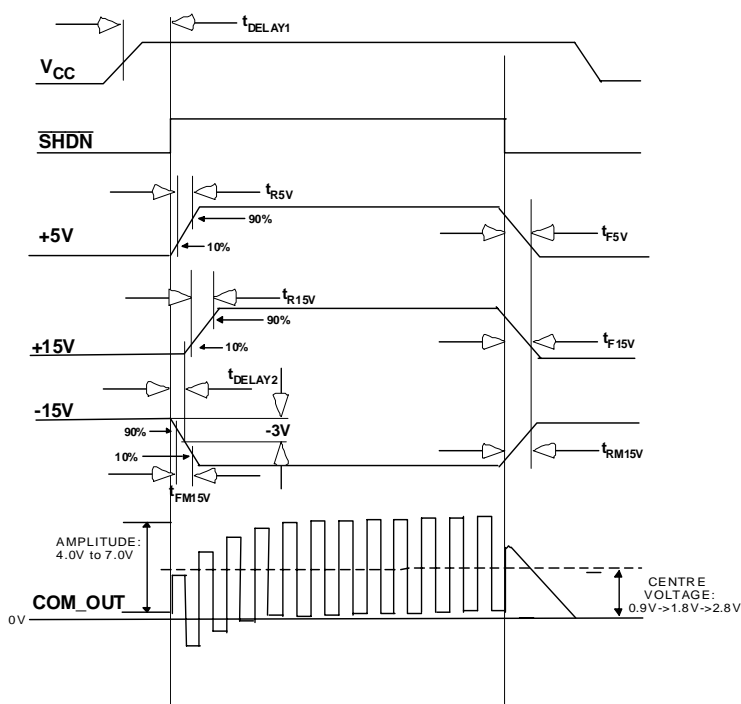 tDELAY1
VCC
SHDN
tR5V
90%
+5V
10%
tF5V
tR15V
90%
+15V
10%
tF15V
tDELAY2
-15V
90%
-3V
10%
tRM15V
tFM15V
AMPLITUDE:
4.0V to 7.0V
COM_OUT
0V
CENTRE
VOLTAGE:
0.9V->1.8V->2.8V